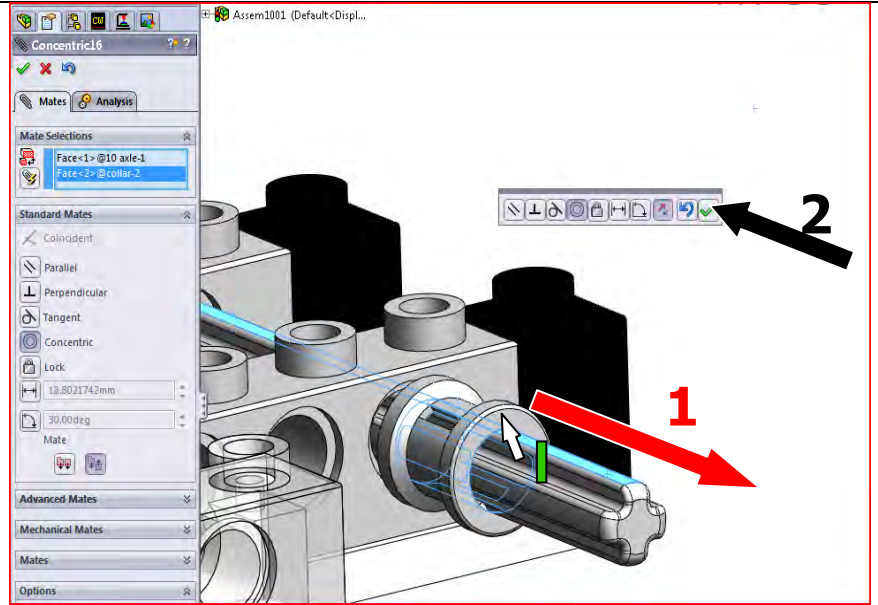 Assem1001 (Default<Displ...
Concentric16
Mates
Analysis
Mate Selections
Face<1>@10 axle-1
Face<2>@collar-2
Standard Mates
Coincident
Parallel
Perpendicular
Tangent
Concentric
Lock
18.8021742mm
30.00deg
Mate
Advanced Mates
Mechanical Mates
Mates
Options
1
2